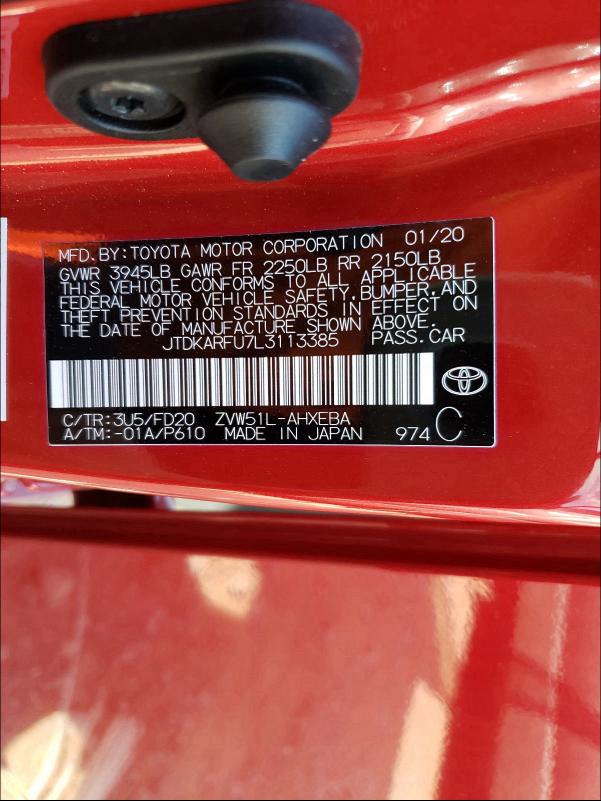 MFD.BY:TOYOTA MOTOR CORPORATION 01/20
GVWR 3945LB GAWR FR 2250LB RR 2150LB
THIS VEHICLE CONFORMS TO ALL APPLICABLE
FEDERAL MOTOR VEHICLE SAFETY,BUMPER,AND
THEFT PREVENTION STANDARDS IN EFFECT ON
THE DATE OF MANUFACTURE SHOWN ABOVE.
JTDKARFU7L3113385 PASS.CAR
C/TR:3U5/FD20 ZVW51L-AHXEBA
A/TM:-01A/P610 MADE IN JAPAN 974 C